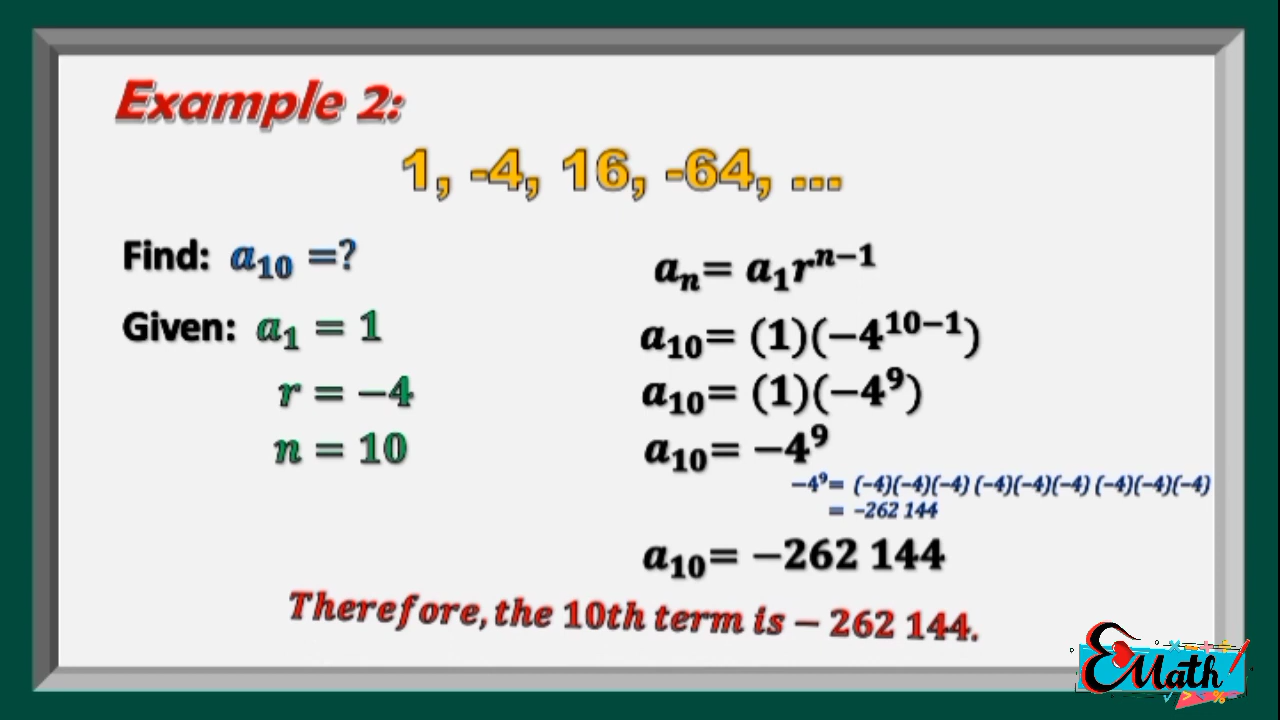 Example 2:
1, -4, 16, -64, ...
Find: a₁₀ =?
Given: a₁ = 1
r = −4
n = 10
aₙ= a₁rⁿ⁻¹
a₁₀= (1)(−4¹⁰⁻¹)
a₁₀= (1)(−4⁹)
a₁₀= −4⁹
−4⁹= (−4)(−4)(−4) (−4)(−4)(−4) (−4)(−4)(−4)
= −262 144
a₁₀= −262 144
Therefore, the 10th term is − 262 144.
EMath